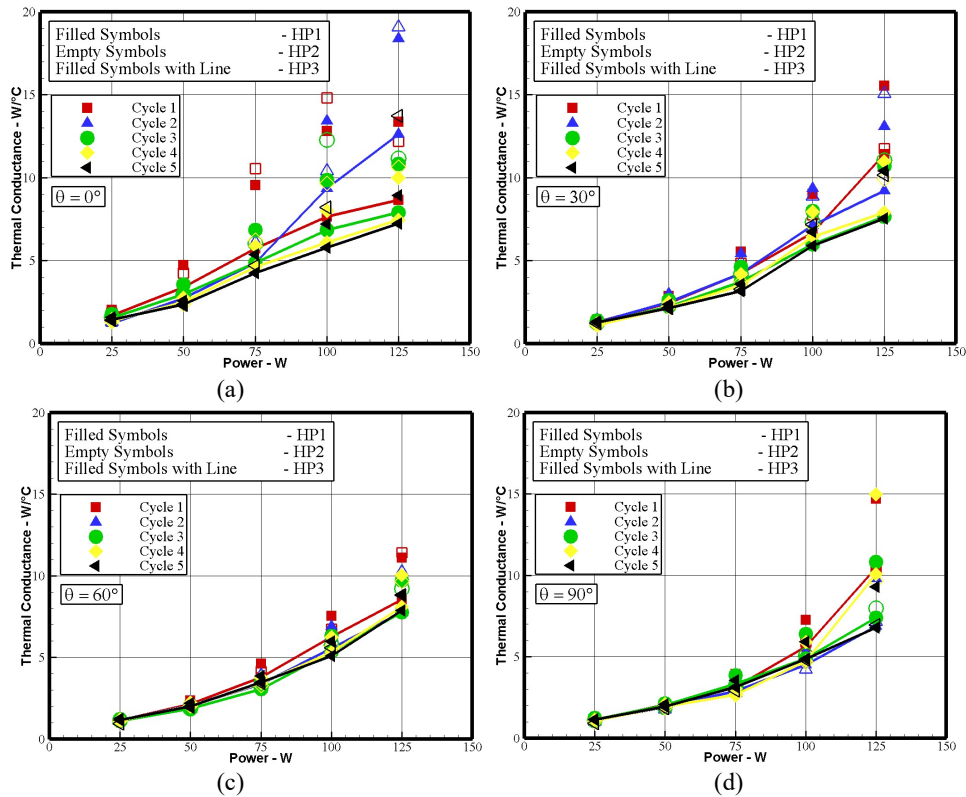 20
15
10
5
0
Thermal Conductance - W/°C
Filled Symbols - HP1
Empty Symbols - HP2
Filled Symbols with Line - HP3
Cycle 1
Cycle 2
Cycle 3
Cycle 4
Cycle 5
θ = 0°
0 25 50 75 100 125 150
Power - W
(a)
20
15
10
5
0
Thermal Conductance - W/°C
Filled Symbols - HP1
Empty Symbols - HP2
Filled Symbols with Line - HP3
Cycle 1
Cycle 2
Cycle 3
Cycle 4
Cycle 5
θ = 30°
0 25 50 75 100 125 150
Power - W
(b)
20
15
10
5
0
Thermal Conductance - W/°C
Filled Symbols - HP1
Empty Symbols - HP2
Filled Symbols with Line - HP3
Cycle 1
Cycle 2
Cycle 3
Cycle 4
Cycle 5
θ = 60°
0 25 50 75 100 125 150
Power - W
(c)
20
15
10
5
0
Thermal Conductance - W/°C
Filled Symbols - HP1
Empty Symbols - HP2
Filled Symbols with Line - HP3
Cycle 1
Cycle 2
Cycle 3
Cycle 4
Cycle 5
θ = 90°
0 25 50 75 100 125 150
Power - W
(d)